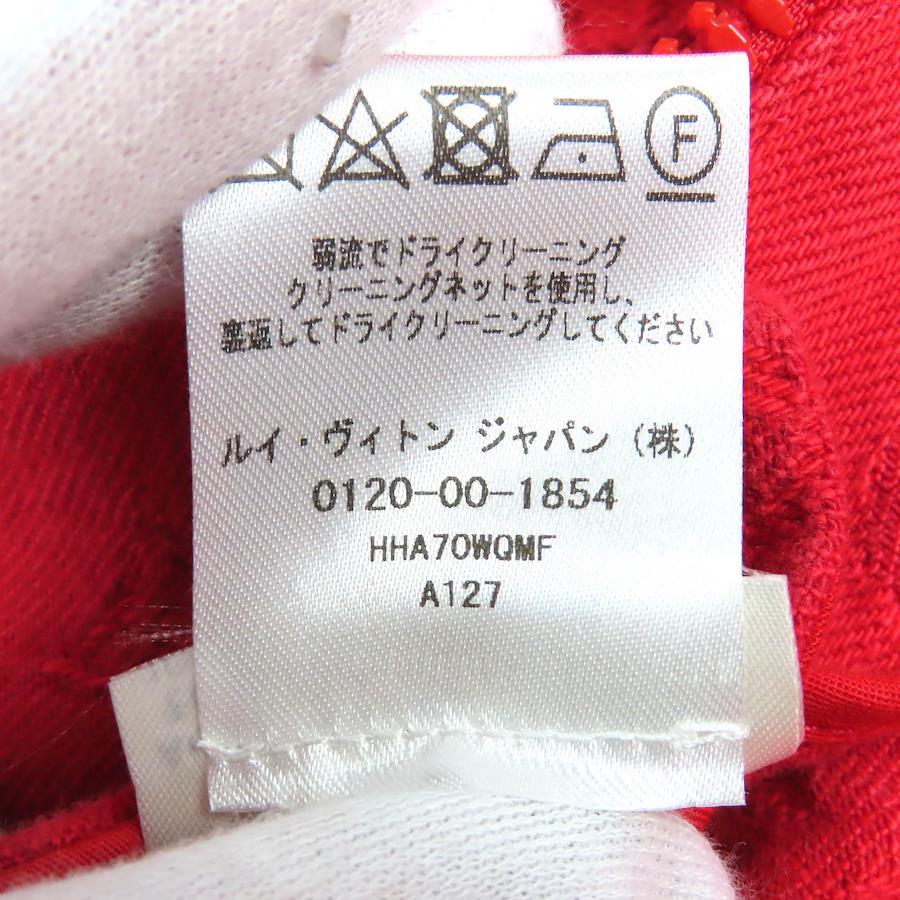 F
弱流でドライクリーニング
クリーニングネットを使用し、
裏返してドライクリーニングしてください
ルイ・ヴィトン ジャパン（株）
0120-00-1854
HHA70WQMF
A127